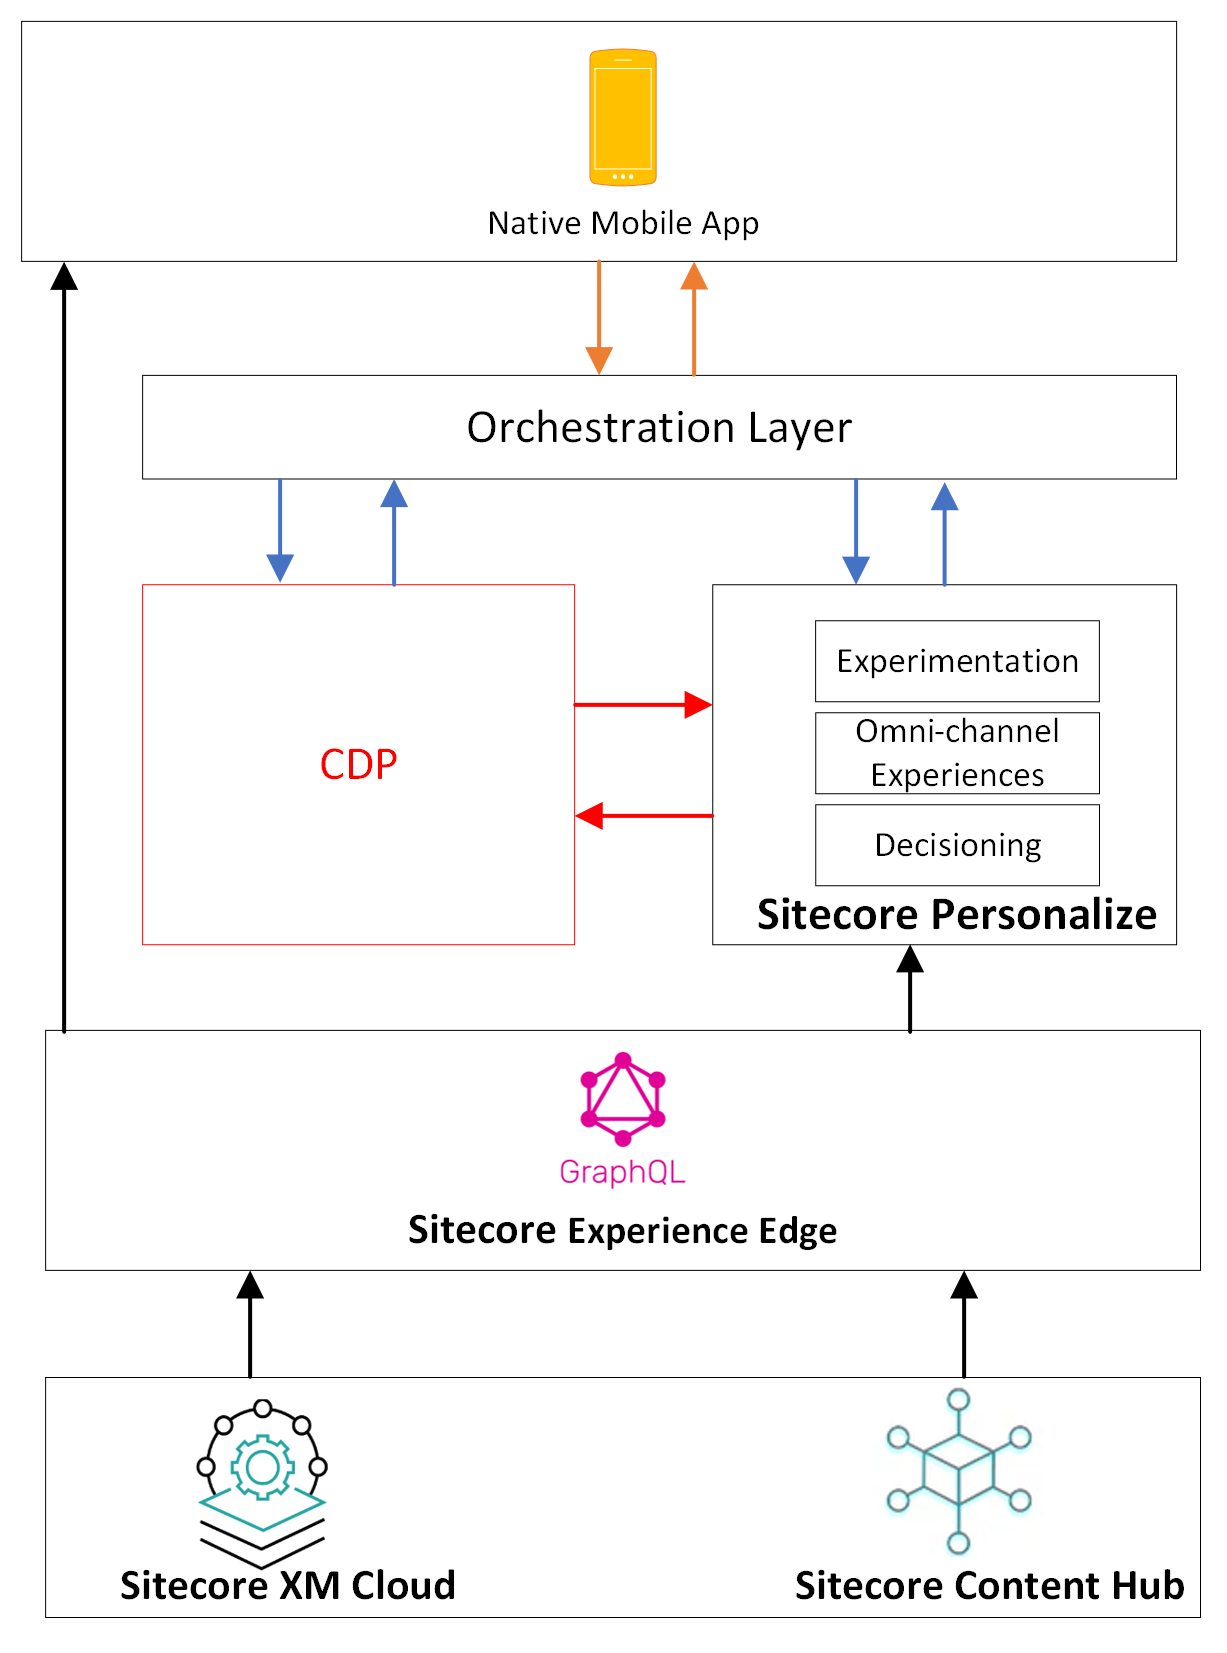 Native Mobile App
Orchestration Layer
CDP
Experimentation
Omni-channel
Experiences
Decisioning
Sitecore Personalize
GraphQL
Sitecore Experience Edge
Sitecore XM Cloud
Sitecore Content Hub